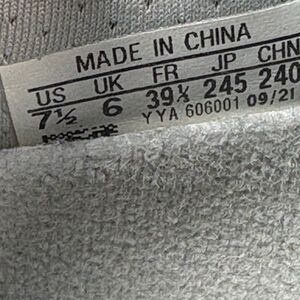 MADE IN CHINA
US UK FR JP CHN
7½ 6 39⅓ 245 240
YYA 606001 09/21